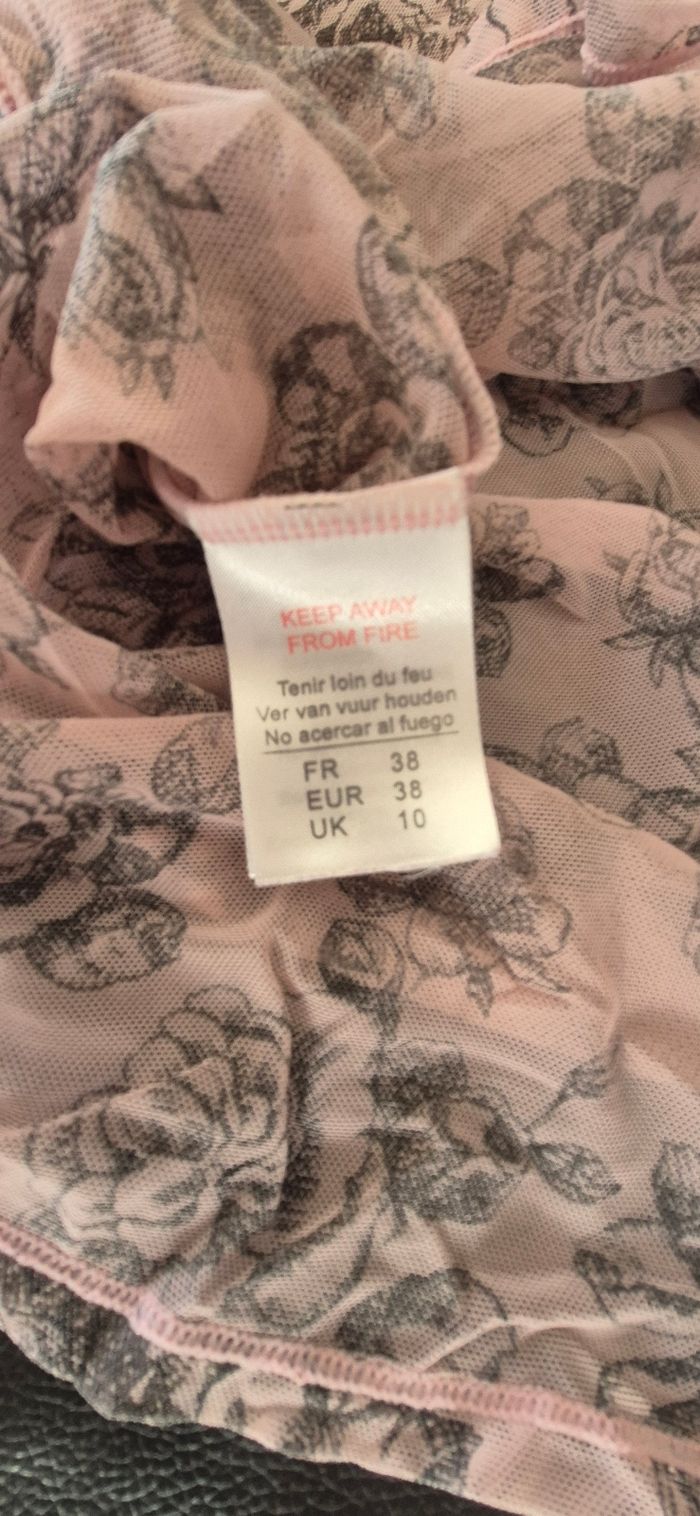 KEEP AWAY
FROM FIRE
Tenir loin du feu
Ver van vuur houden
No acercar al fuego
FR 38
EUR 38
UK 10